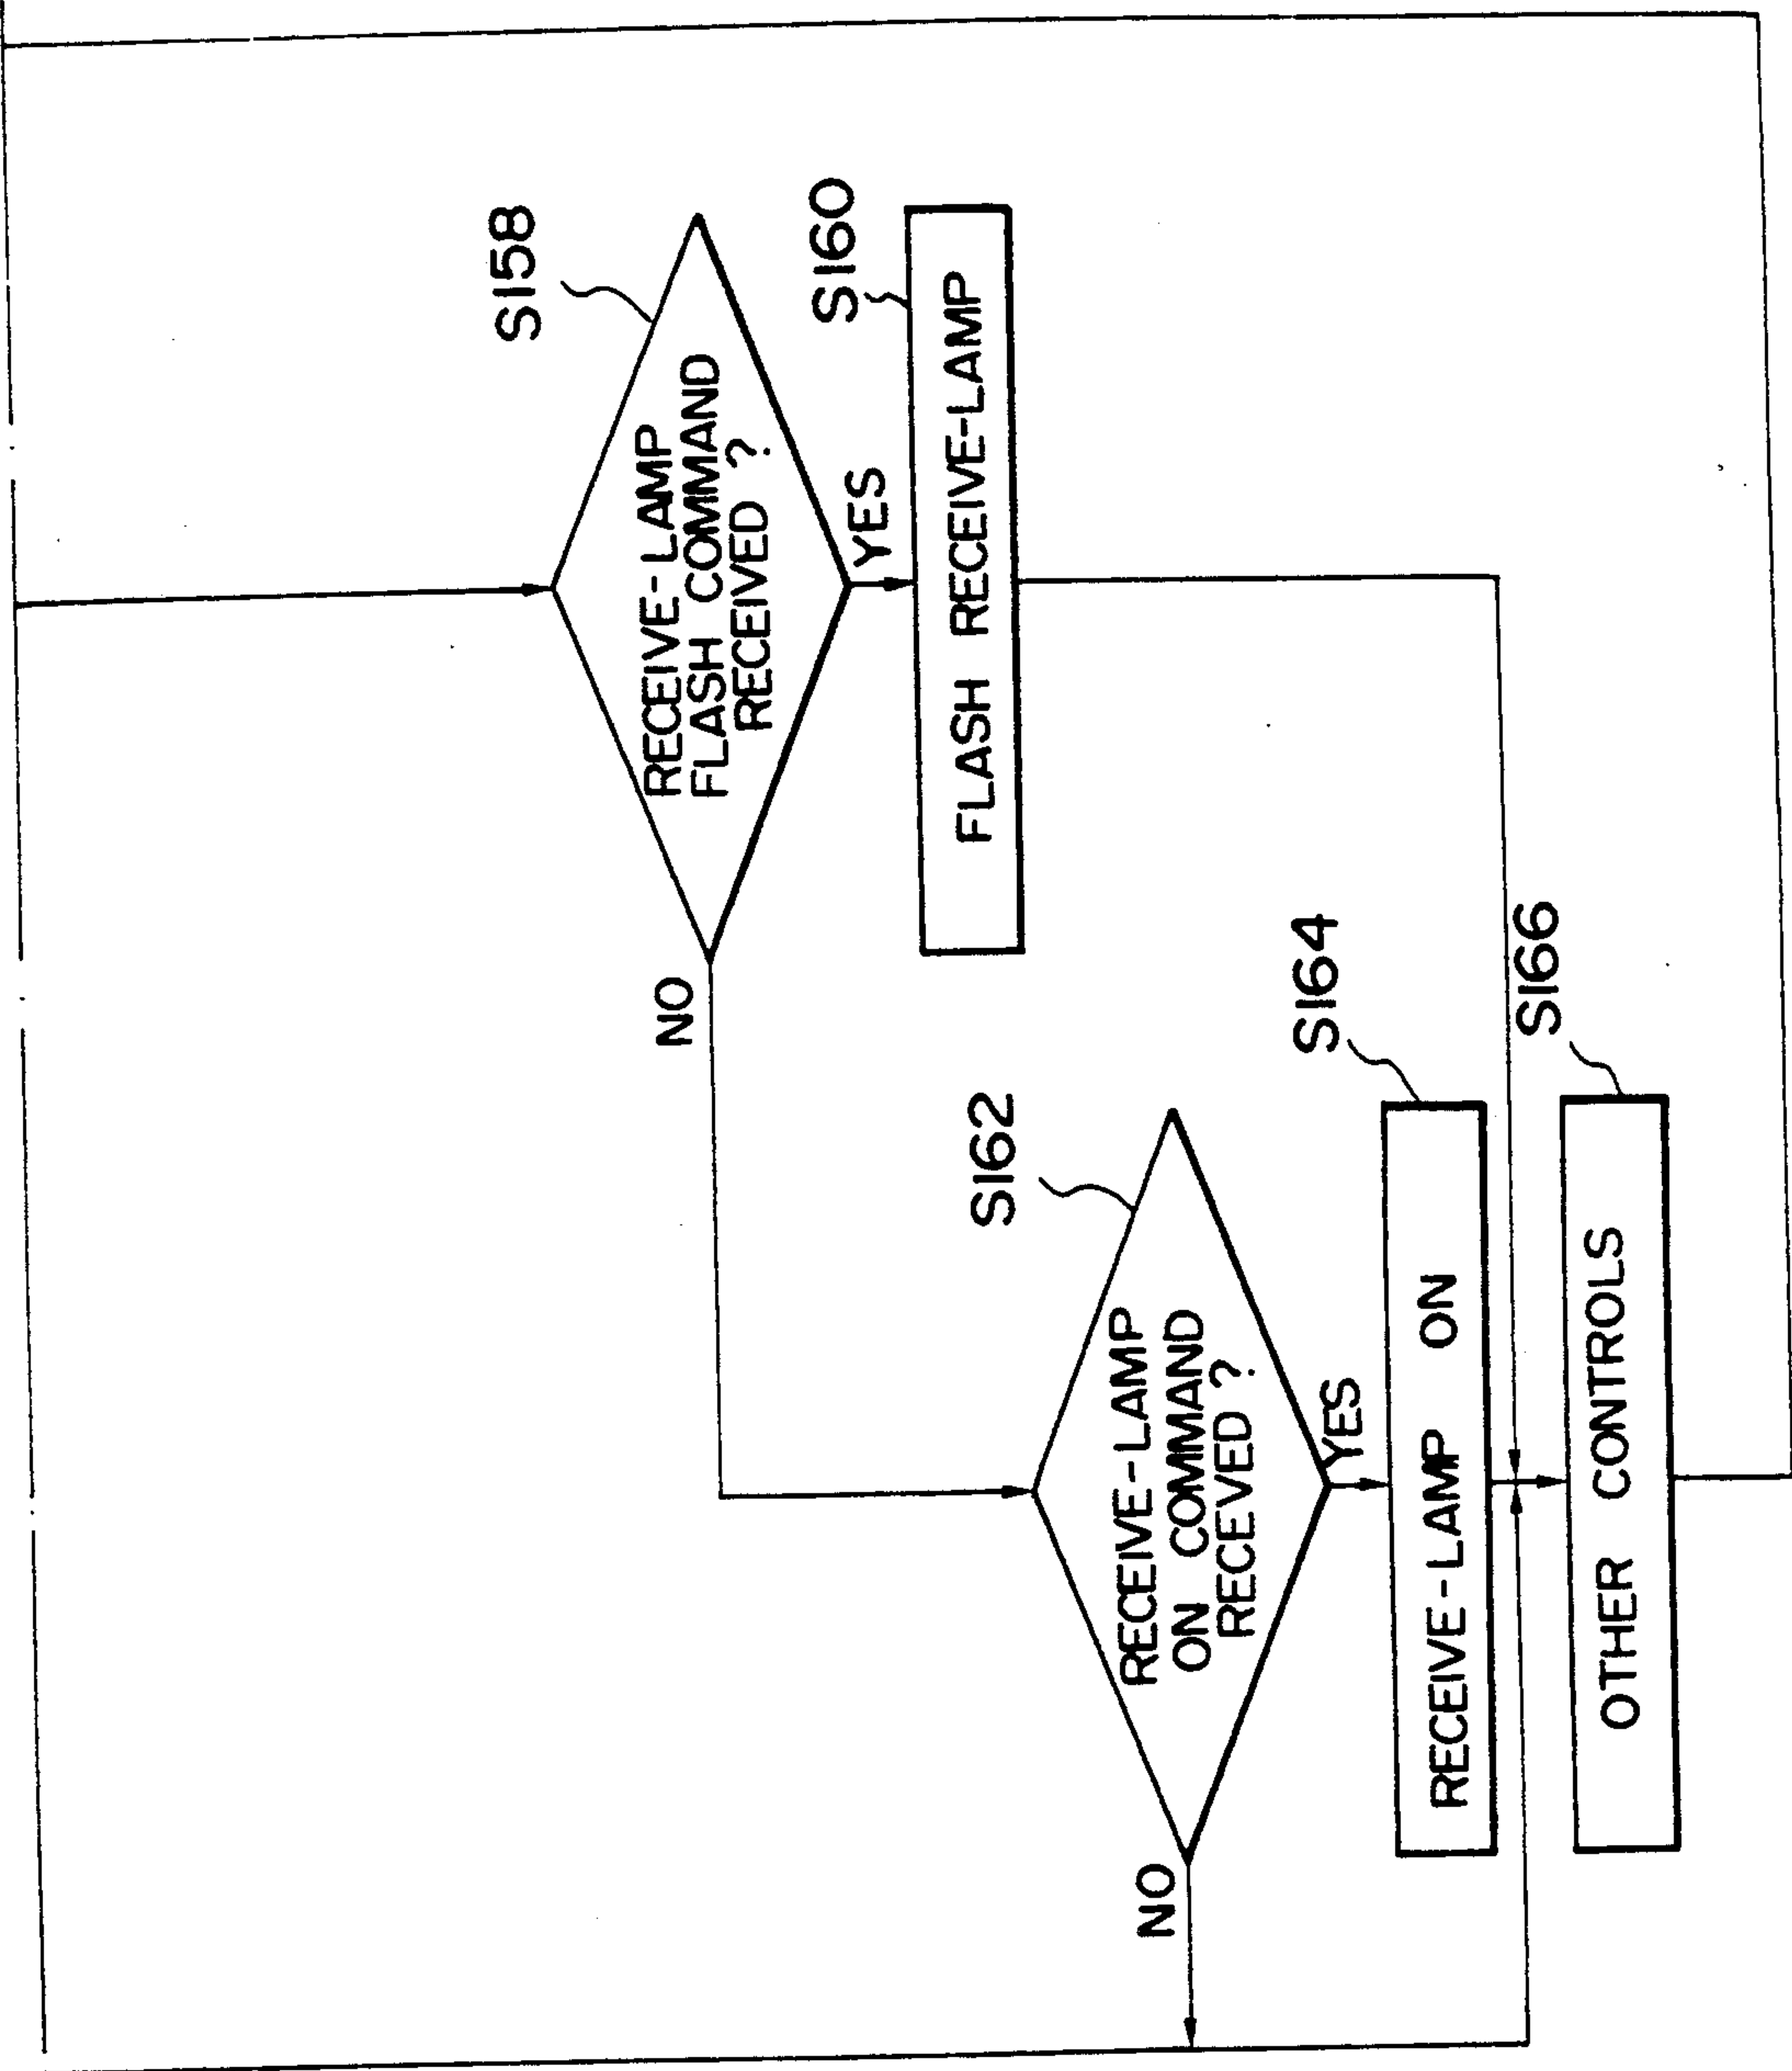 S158
RECEIVE-LAMP
FLASH COMMAND
RECEIVED ?
YES
NO
S160
FLASH RECEIVE-LAMP
S162
RECEIVE-LAMP
ON COMMAND
RECEVED ?
YES
NO
S164
RECEIVE-LAMP ON
S166
OTHER CONTROLS